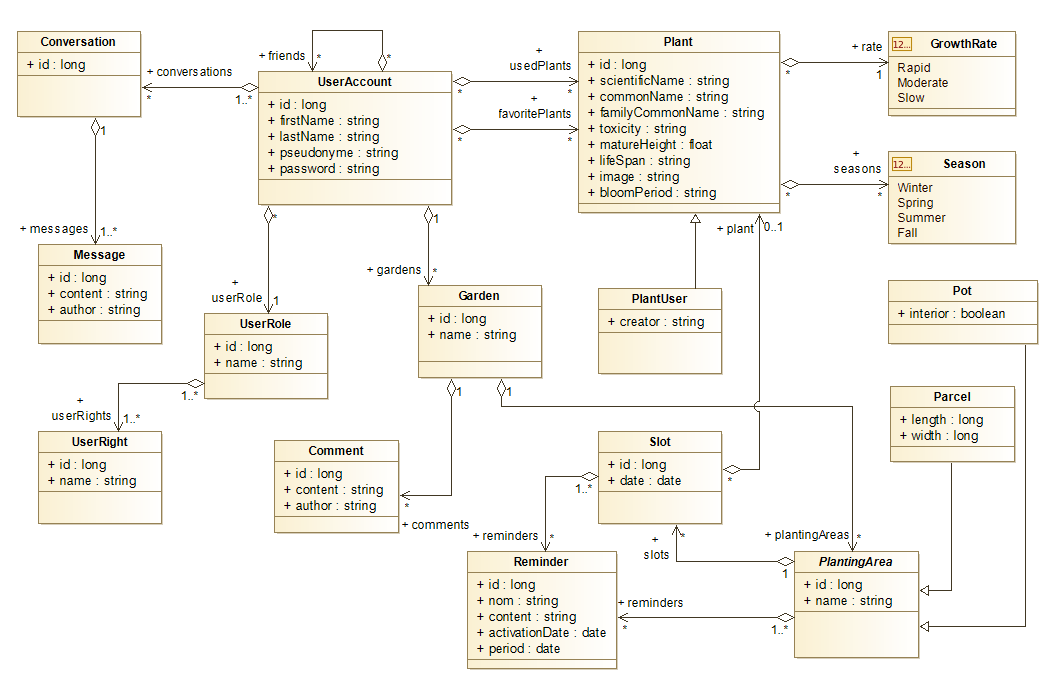 Conversation
+ id : long
+ conversations
*
1..*
1
+ messages
1..*
Message
+ id : long
+ content : string
+ author : string
+ friends
*
*
UserAccount
+ id : long
+ firstName : string
+ lastName : string
+ pseudonyme : string
+ password : string
+
usedPlants
*
*
+
favoritePlants
*
*
Plant
+ id : long
+ scientificName : string
+ commonName : string
+ familyCommonName : string
+ toxicity : string
+ matureHeight : float
+ lifeSpan : string
+ image : string
+ bloomPeriod : string
+ rate
*
1
12...
GrowthRate
Rapid
Moderate
Slow
+
seasons
*
*
12...
Season
Winter
Spring
Summer
Fall
*
+
userRole
1
UserRole
+ id : long
+ name : string
1..*
+
userRights
1..*
UserRight
+ id : long
+ name : string
1
+ gardens
*
Garden
+ id : long
+ name : string
1
1
+ plant
0..1
PlantUser
+ creator : string
Pot
+ interior : boolean
Parcel
+ length : long
+ width : long
Comment
+ id : long
+ content : string
+ author : string
*
+ comments
Slot
+ id : long
+ date : date
*
1..*
+ reminders
*
+
slots
*
1
+ plantingAreas
*
Reminder
+ id : long
+ nom : string
+ content : string
+ activationDate : date
+ period : date
+ reminders
*
1..*
PlantingArea
+ id : long
+ name : string